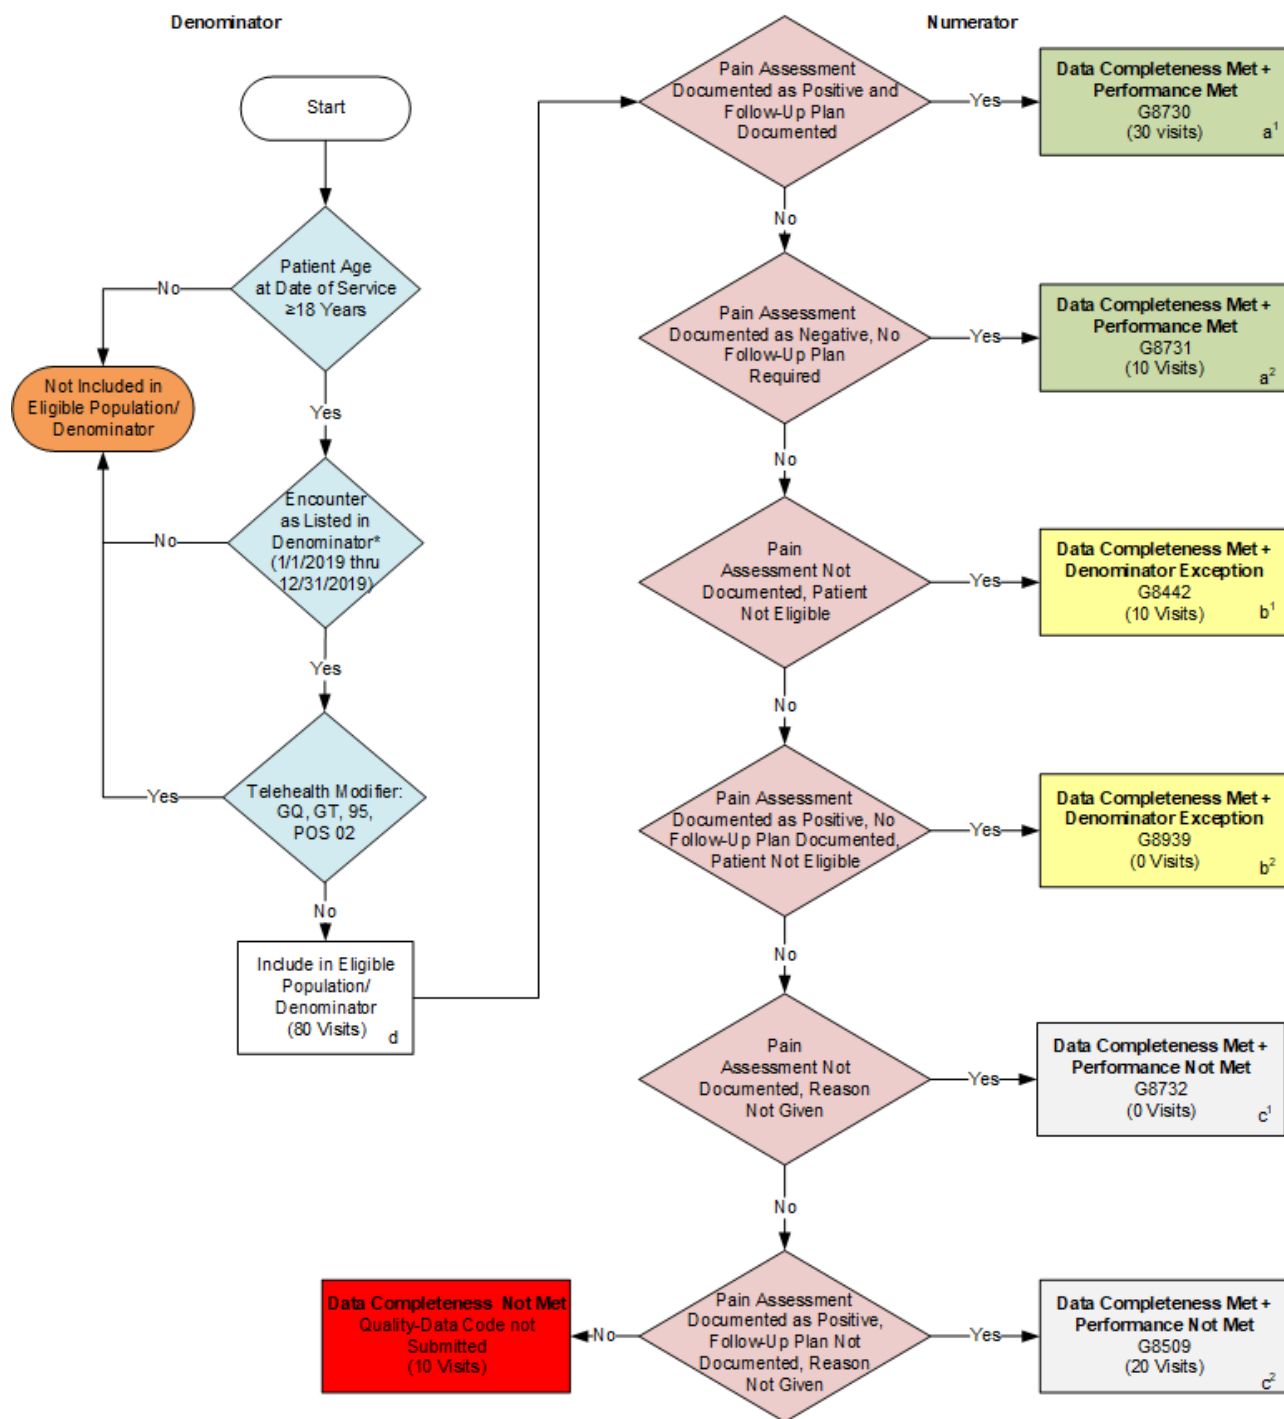 Denominator
Start
Patient Age
at Date of Service
≥18 Years
No
Not Included in
Eligible Population/
Denominator
Yes
Encounter
as Listed in
Denominator*
(1/1/2019 thru
12/31/2019)
No
Yes
Telehealth Modifier:
GQ, GT, 95,
POS 02
Yes
No
Include in Eligible
Population/
Denominator
(80 Visits)
d
Numerator
Pain Assessment
Documented as Positive and
Follow-Up Plan
Documented
Yes
Data Completeness Met +
Performance Met
G8730
(30 visits)
a1
No
Pain Assessment
Documented as Negative, No
Follow-Up Plan
Required
Yes
Data Completeness Met +
Performance Met
G8731
(10 Visits)
a2
No
Pain
Assessment Not
Documented, Patient
Not Eligible
Yes
Data Completeness Met +
Denominator Exception
G8442
(10 Visits)
b1
No
Pain Assessment
Documented as Positive, No
Follow-Up Plan Documented,
Patient Not Eligible
Yes
Data Completeness Met +
Denominator Exception
G8939
(0 Visits)
b2
No
Pain
Assessment Not
Documented, Reason
Not Given
Yes
Data Completeness Met +
Performance Not Met
G8732
(0 Visits)
c1
No
Pain Assessment
Documented as Positive,
Follow-Up Plan Not
Documented, Reason
Not Given
Yes
Data Completeness Met +
Performance Not Met
G8509
(20 Visits)
c2
No
Data Completeness Not Met
Quality-Data Code not
Submitted
(10 Visits)